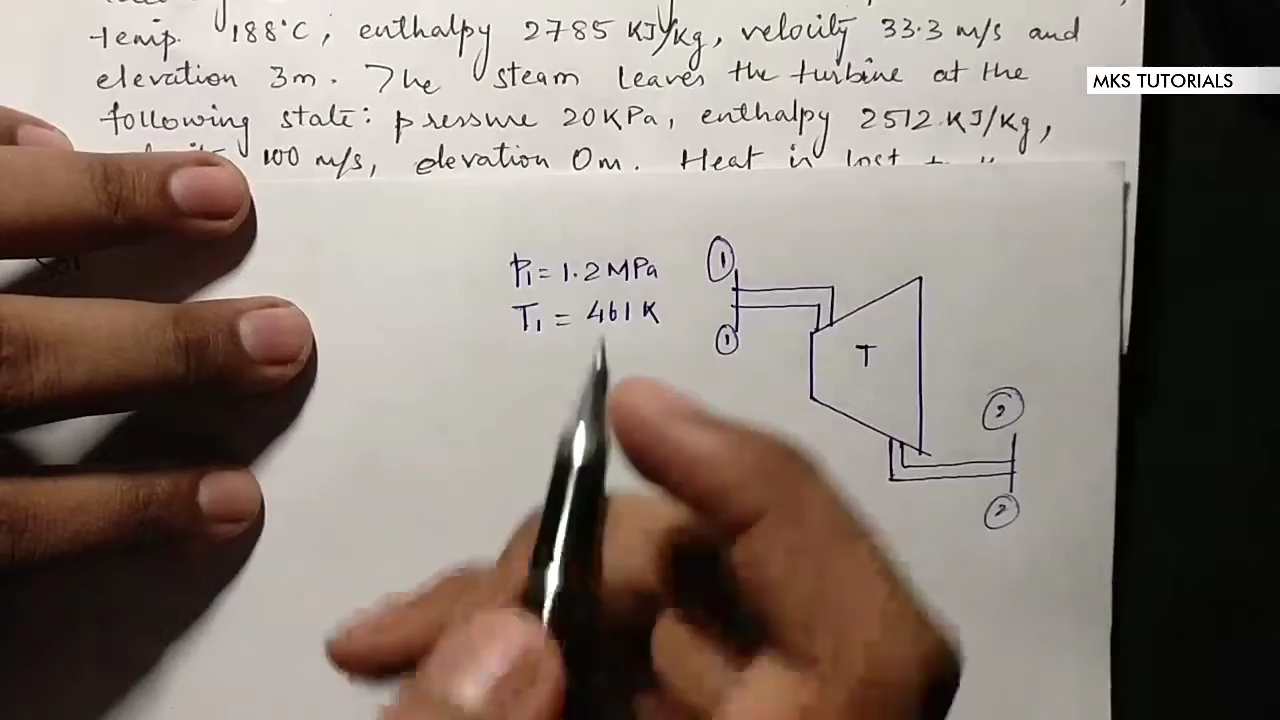 temp. 188°C, enthalpy 2785 KJ/Kg, velocity 33.3 m/s and
elevation 3m. The steam leaves the turbine at the
MKS TUTORIALS
following state: pressure 20KPa, enthalpy 2512 KJ/Kg,
100 m/s, elevation 0m. Heat is lost
P1 = 1.2 MPa
T1 = 461 K
1
1
T
2
2